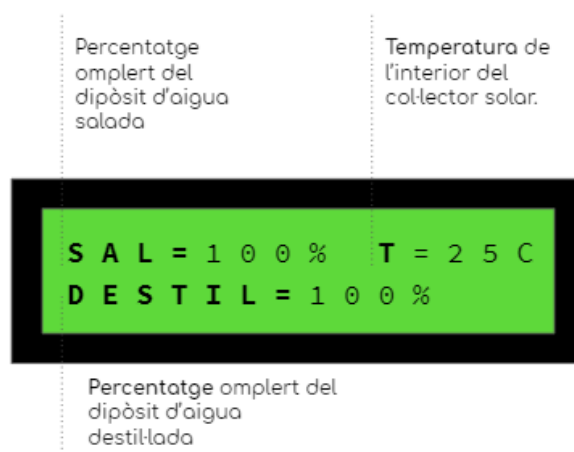 Percentatge
omplert del
dipòsit d'aigua
salada
Temperatura de
l'interior del
col·lector solar.
SAL=100% T=25C
DESTIL=100%
Percentatge omplert del
dipòsit d'aigua
destil·lada